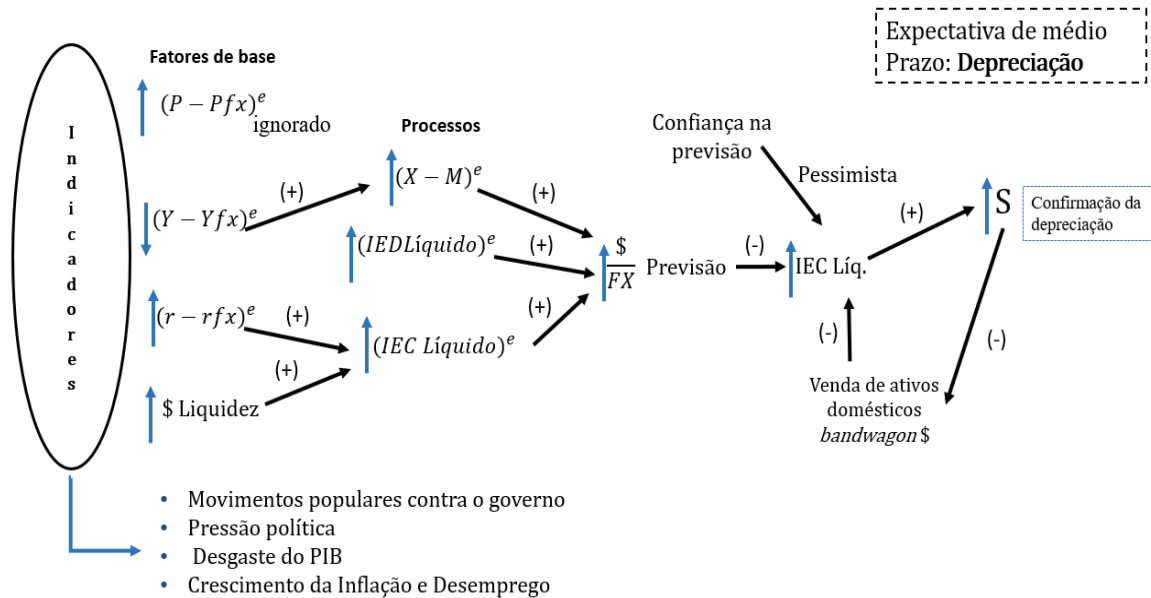 Expectativa de médio
Prazo: Depreciação
Indicadores
Fatores de base
(P − Pfx)^e
ignorado
(Y − Yfx)^e
(+)
(r − rfx)^e
(+)
(+)
$ Liquidez
Processos
(X − M)^e
(+)
(IEDLíquido)^e
(+)
(IEC Líquido)^e
(+)
$
FX
Previsão
(-)
Confiança na
previsão
Pessimista
IEC Líq.
(+)
S
Confirmação da
depreciação
(-)
(-)
Venda de ativos
domésticos
bandwagon $
• Movimentos populares contra o governo
• Pressão política
• Desgaste do PIB
• Crescimento da Inflação e Desemprego